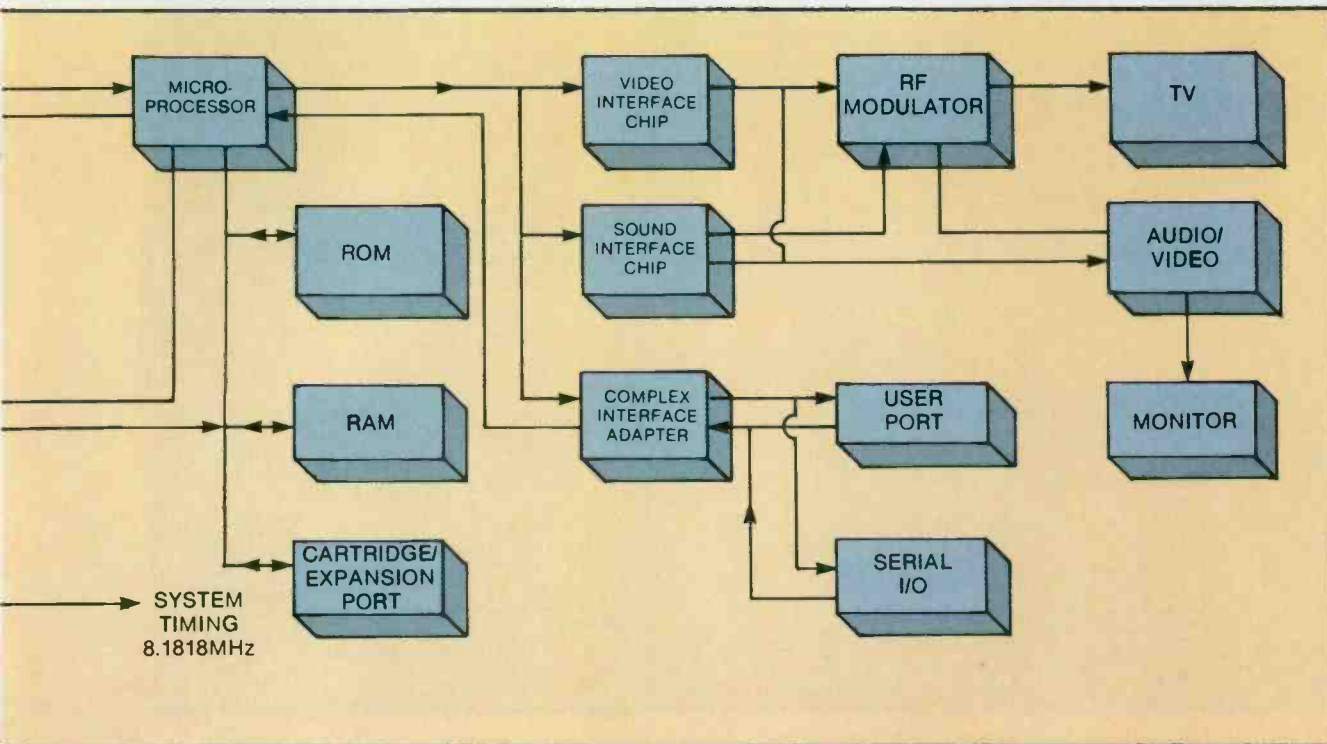 MICRO-
PROCESSOR
VIDEO
INTERFACE
CHIP
RF
MODULATOR
TV
ROM
SOUND
INTERFACE
CHIP
AUDIO/
VIDEO
RAM
COMPLEX
INTERFACE
ADAPTER
USER
PORT
MONITOR
CARTRIDGE/
EXPANSION
PORT
SERIAL
I/O
SYSTEM
TIMING
8.1818MHz